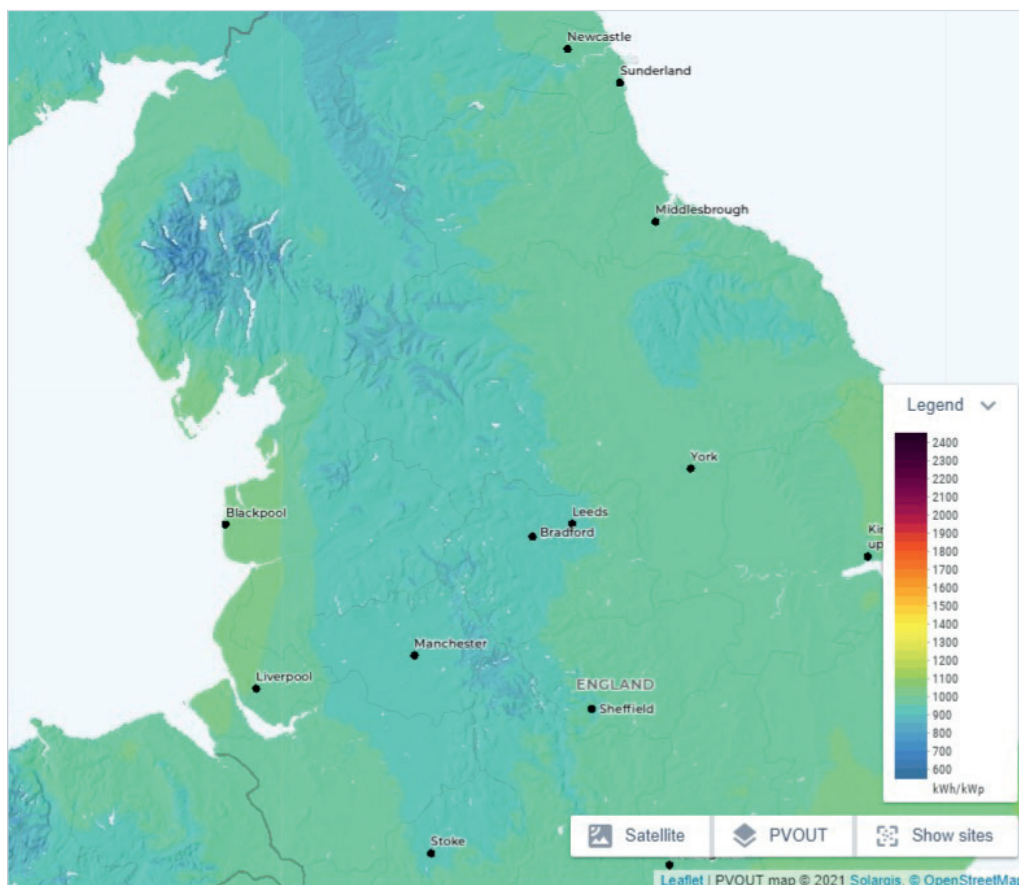 Newcastle
Sunderland
Middlesbrough
Legend
2400
2300
2200
2100
2000
1900
1800
1700
1600
1500
1400
1300
1200
1100
1000
900
800
700
600
kWh/kWp
York
Blackpool
Leeds
Bradford
Kin
up
Manchester
Liverpool
ENGLAND
Sheffield
Stoke
Satellite
PVOUT
Show sites
Leaflet | PVOUT map © 2021 Solargis, © OpenStreetMap